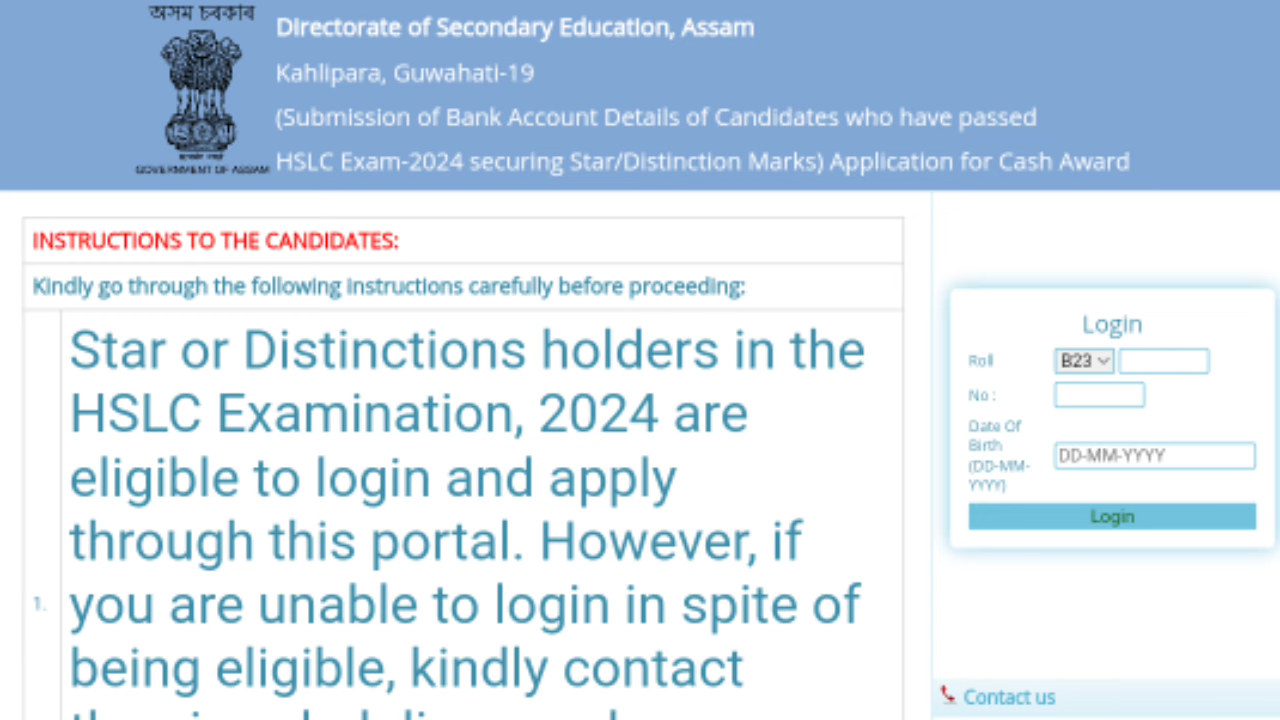 অসম চৰকাৰ
GOVERNMENT OF ASSAM
Directorate of Secondary Education, Assam
Kahlipara, Guwahati-19
(Submission of Bank Account Details of Candidates who have passed
HSLC Exam-2024 securing Star/Distinction Marks) Application for Cash Award
INSTRUCTIONS TO THE CANDIDATES:
Kindly go through the following instructions carefully before proceeding:
1.
Star or Distinctions holders in the
HSLC Examination, 2024 are
eligible to login and apply
through this portal. However, if
you are unable to login in spite of
being eligible, kindly contact
Login
Roll B23
No :
Date Of
Birth
(DD-MM-
YYYY)
DD-MM-YYYY
Login
Contact us